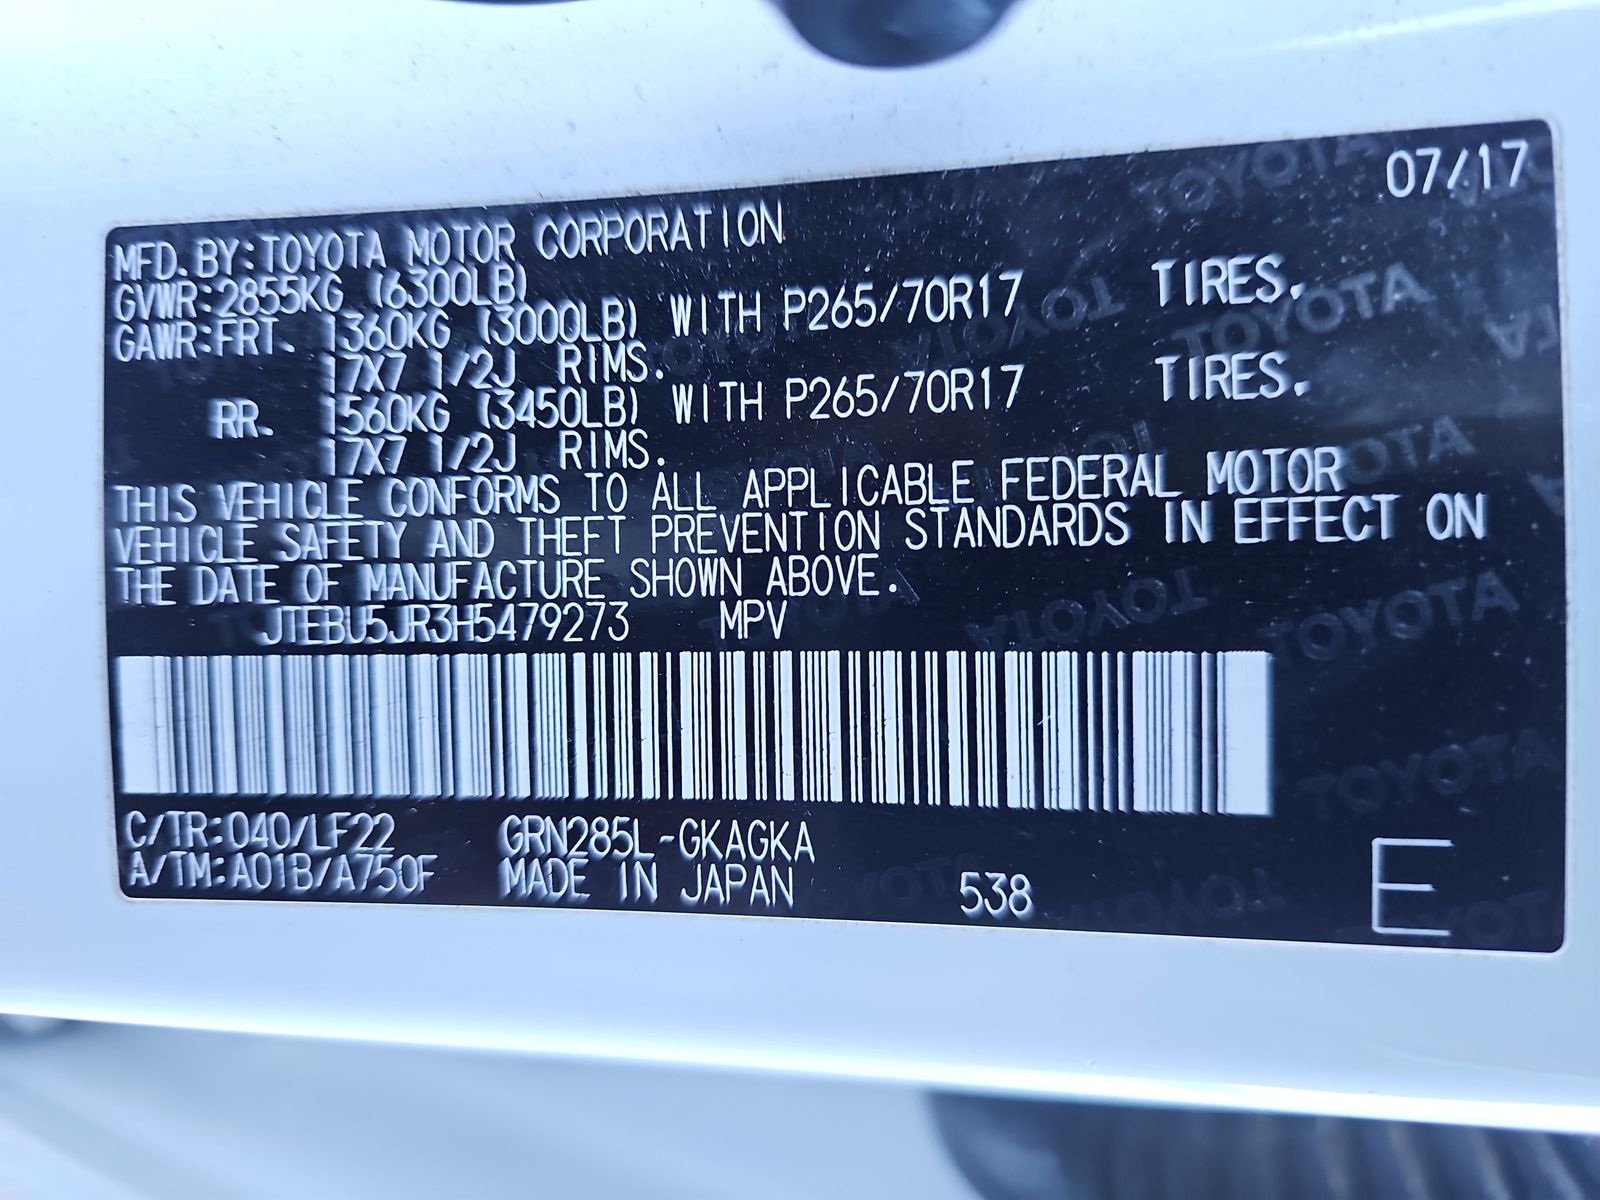 07/17
MFD. BY: TOYOTA MOTOR CORPORATION
GVWR: 2855KG (6300LB)
GAWR: FRT. 1360KG (3000LB) WITH P265/70R17 TIRES.
17X7 1/2J RIMS.
RR. 1560KG (3450LB) WITH P265/70R17 TIRES.
17X7 1/2J RIMS.
THIS VEHICLE CONFORMS TO ALL APPLICABLE FEDERAL MOTOR
VEHICLE SAFETY AND THEFT PREVENTION STANDARDS IN EFFECT ON
THE DATE OF MANUFACTURE SHOWN ABOVE.
JTEBU5JR3H5479273 MPV
C/TR: 040/LF22 GRN285L-GKAGKA
A/TM: A01B/A750F MADE IN JAPAN 538 E